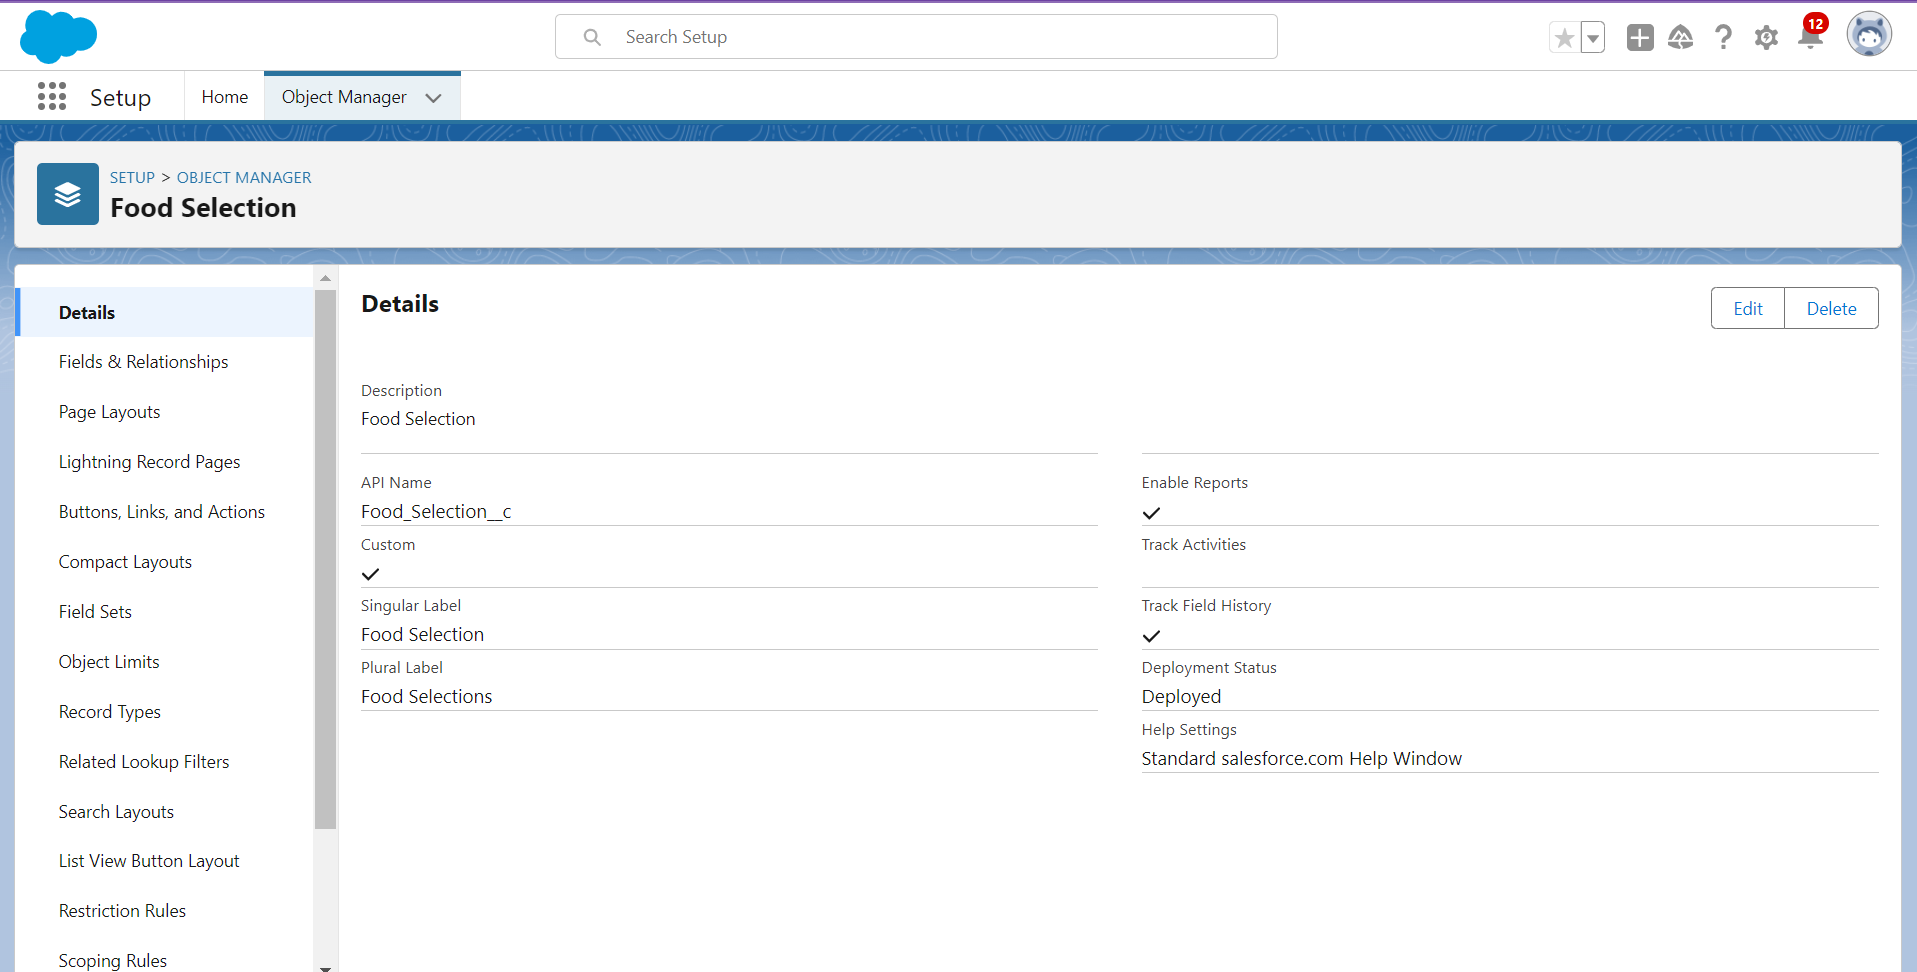 Search Setup
12
Setup
Home
Object Manager
SETUP > OBJECT MANAGER
Food Selection
Details
Fields & Relationships
Page Layouts
Lightning Record Pages
Buttons, Links, and Actions
Compact Layouts
Field Sets
Object Limits
Record Types
Related Lookup Filters
Search Layouts
List View Button Layout
Restriction Rules
Scoping Rules
Details
Edit
Delete
Description
Food Selection
API Name
Food_Selection__c
Custom
Singular Label
Food Selection
Plural Label
Food Selections
Enable Reports
Track Activities
Track Field History
Deployment Status
Deployed
Help Settings
Standard salesforce.com Help Window